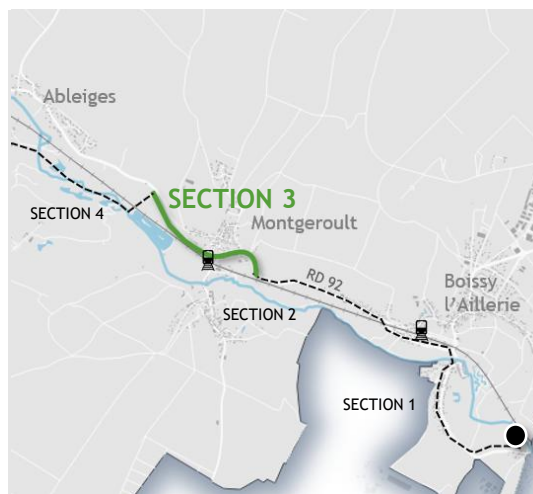 Ableiges
SECTION 3
SECTION 4
Montgeroult
RD 92
Boissy
l'Aillerie
SECTION 2
SECTION 1